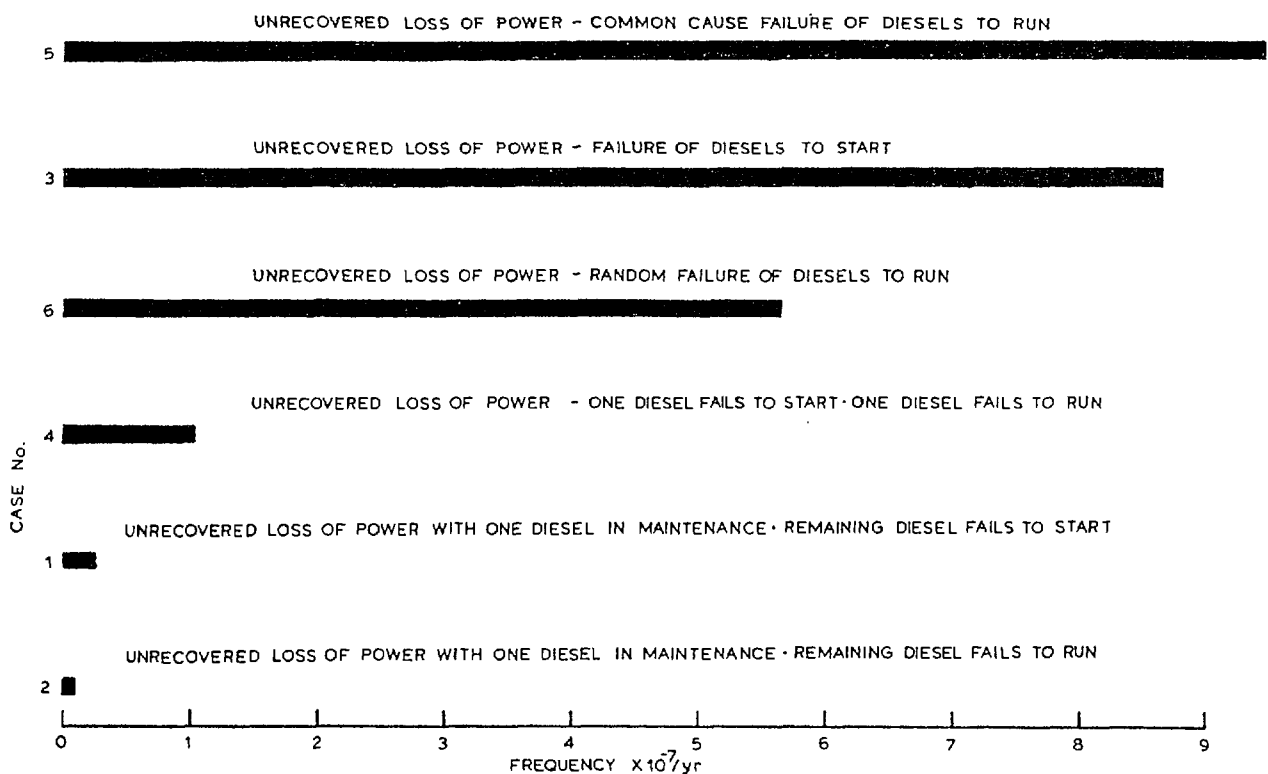 UNRECOVERED LOSS OF POWER - COMMON CAUSE FAILURE OF DIESELS TO RUN
5
UNRECOVERED LOSS OF POWER - FAILURE OF DIESELS TO START
3
UNRECOVERED LOSS OF POWER - RANDOM FAILURE OF DIESELS TO RUN
6
UNRECOVERED LOSS OF POWER - ONE DIESEL FAILS TO START · ONE DIESEL FAILS TO RUN
4
CASE No.
UNRECOVERED LOSS OF POWER WITH ONE DIESEL IN MAINTENANCE · REMAINING DIESEL FAILS TO START
1
UNRECOVERED LOSS OF POWER WITH ONE DIESEL IN MAINTENANCE · REMAINING DIESEL FAILS TO RUN
2
0 1 2 3 4 5 6 7 8 9
FREQUENCY X10⁻⁷/yr